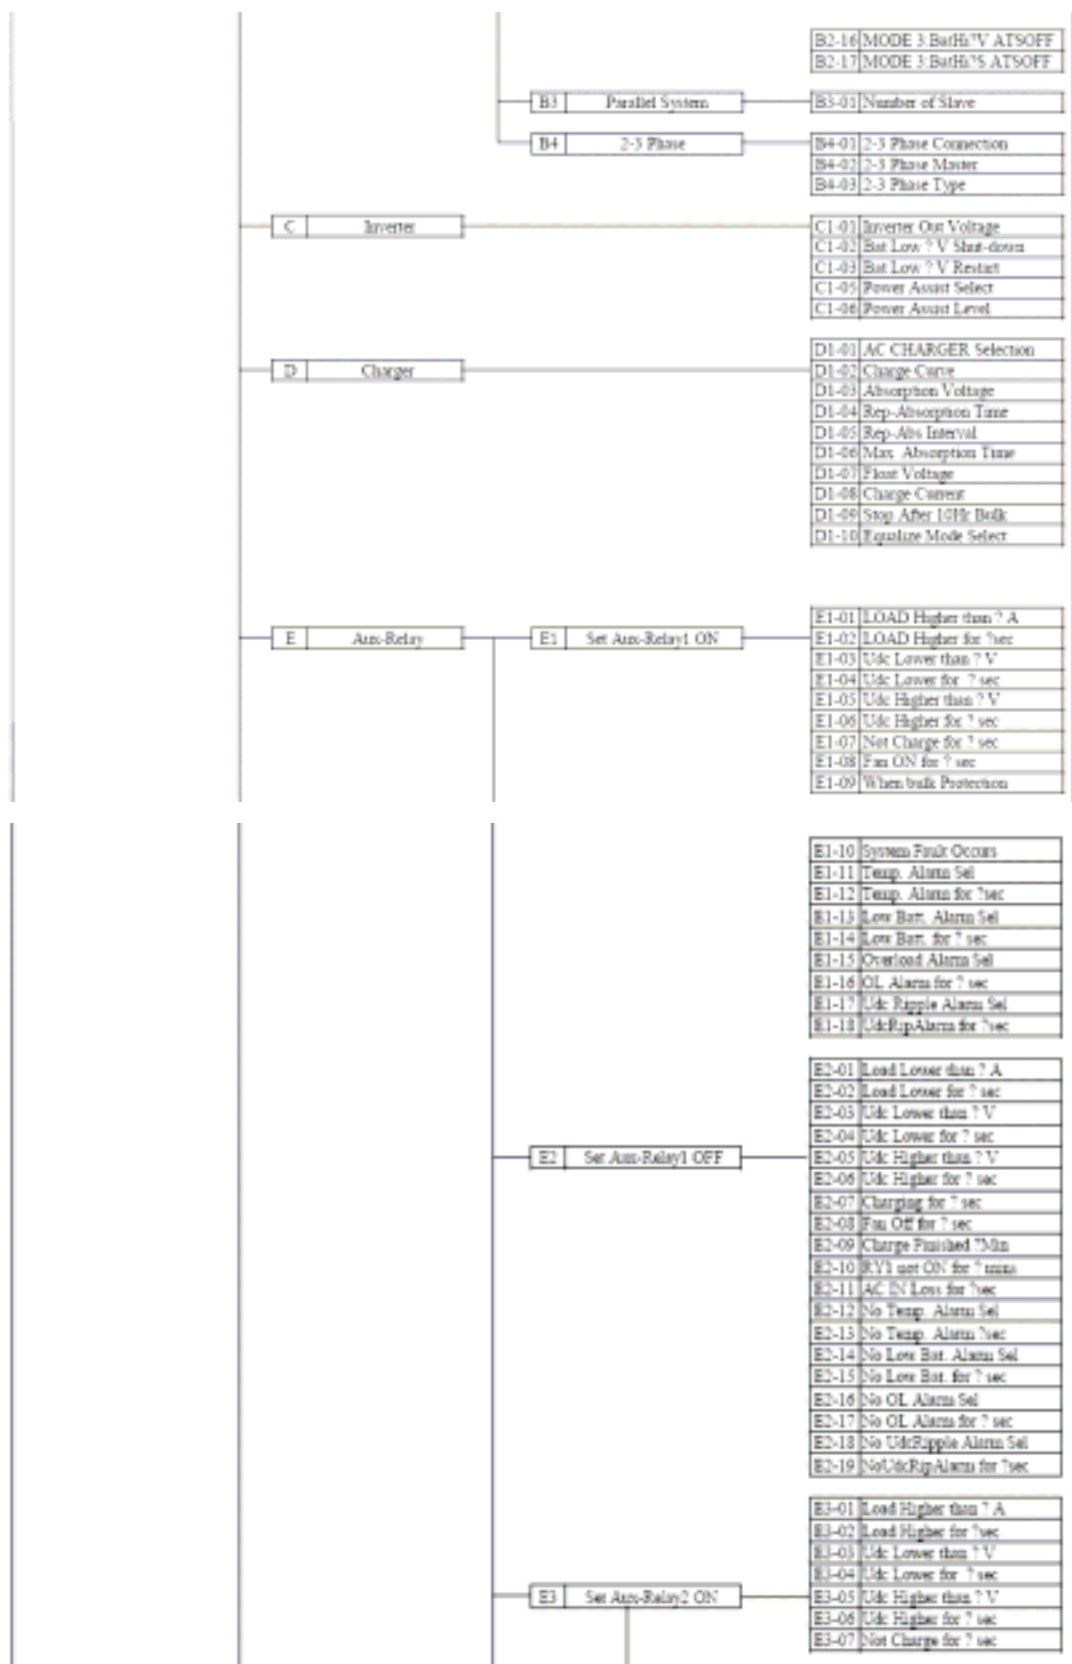 B2-16 MODE 3:BatHi?V ATSOFF
B2-17 MODE 3:BatHi?S ATSOFF
B3 Parallel System
B3-01 Number of Slave
B4 2-3 Phase
B4-01 2-3 Phase Connection
B4-02 2-3 Phase Master
B4-03 2-3 Phase Type
C Inverter
C1-01 Inverter Out Voltage
C1-02 Bat Low ? V Shut-down
C1-03 Bat Low ? V Restart
C1-05 Power Assist Select
C1-06 Power Assist Level
D Charger
D1-01 AC CHARGER Selection
D1-02 Charge Curve
D1-03 Absorption Voltage
D1-04 Rep-Absorption Time
D1-05 Rep-Abs Interval
D1-06 Max. Absorption Time
D1-07 Float Voltage
D1-08 Charge Current
D1-09 Stop After 10Hr Bulk
D1-10 Equalize Mode Select
E Aux-Relay
E1 Set Aux-Relay1 ON
E1-01 LOAD Higher than ? A
E1-02 LOAD Higher for ?sec
E1-03 Udc Lower than ? V
E1-04 Udc Lower for ? sec
E1-05 Udc Higher than ? V
E1-06 Udc Higher for ? sec
E1-07 Not Charge for ? sec
E1-08 Fan ON for ? sec
E1-09 When bulk Protection
E1-10 System Fault Occurs
E1-11 Temp. Alarm Sel
E1-12 Temp. Alarm for ?sec
E1-13 Low Batt. Alarm Sel
E1-14 Low Batt. for ? sec
E1-15 Overload Alarm Sel
E1-16 OL Alarm for ? sec
E1-17 Udc Ripple Alarm Sel
E1-18 UdcRipAlarm for ?sec
E2 Set Aux-Relay1 OFF
E2-01 Load Lower than ? A
E2-02 Load Lower for ? sec
E2-03 Udc Lower than ? V
E2-04 Udc Lower for ? sec
E2-05 Udc Higher than ? V
E2-06 Udc Higher for ? sec
E2-07 Charging for ? sec
E2-08 Fan Off for ? sec
E2-09 Charge Finished ?Min
E2-10 RY1 not ON for ? mins
E2-11 AC IN Loss for ?sec
E2-12 No Temp. Alarm Sel
E2-13 No Temp. Alarm ?sec
E2-14 No Low Bat. Alarm Sel
E2-15 No Low Bat. for ? sec
E2-16 No OL Alarm Sel
E2-17 No OL Alarm for ? sec
E2-18 No UdcRipple Alarm Sel
E2-19 NoUdcRipAlarm for ?sec
E3 Set Aux-Relay2 ON
E3-01 Load Higher than ? A
E3-02 Load Higher for ?sec
E3-03 Udc Lower than ? V
E3-04 Udc Lower for ? sec
E3-05 Udc Higher than ? V
E3-06 Udc Higher for ? sec
E3-07 Not Charge for ? sec